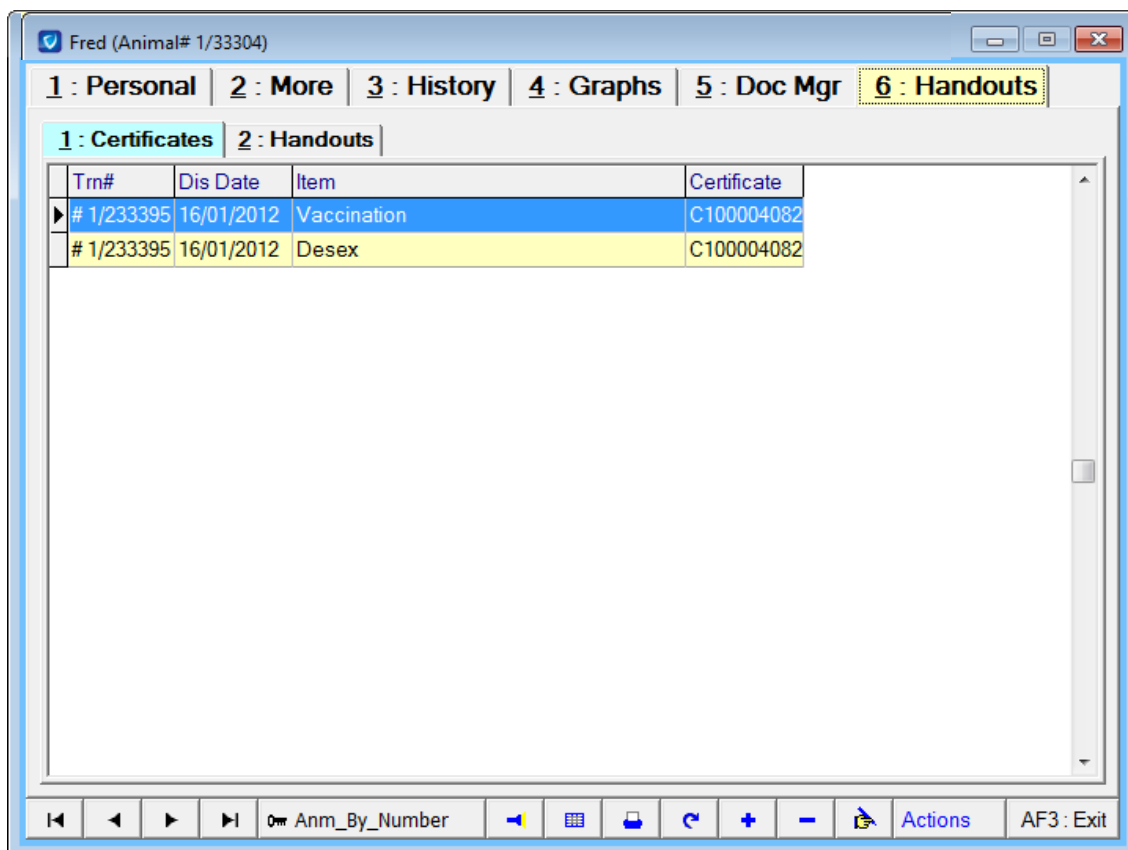 Fred (Animal# 1/33304)
1 : Personal 2 : More 3 : History 4 : Graphs 5 : Doc Mgr 6 : Handouts
1 : Certificates 2 : Handouts
Trn# Dis Date Item Certificate
# 1/233395 16/01/2012 Vaccination C100004082
# 1/233395 16/01/2012 Desex C100004082
Anm_By_Number Actions AF3 : Exit